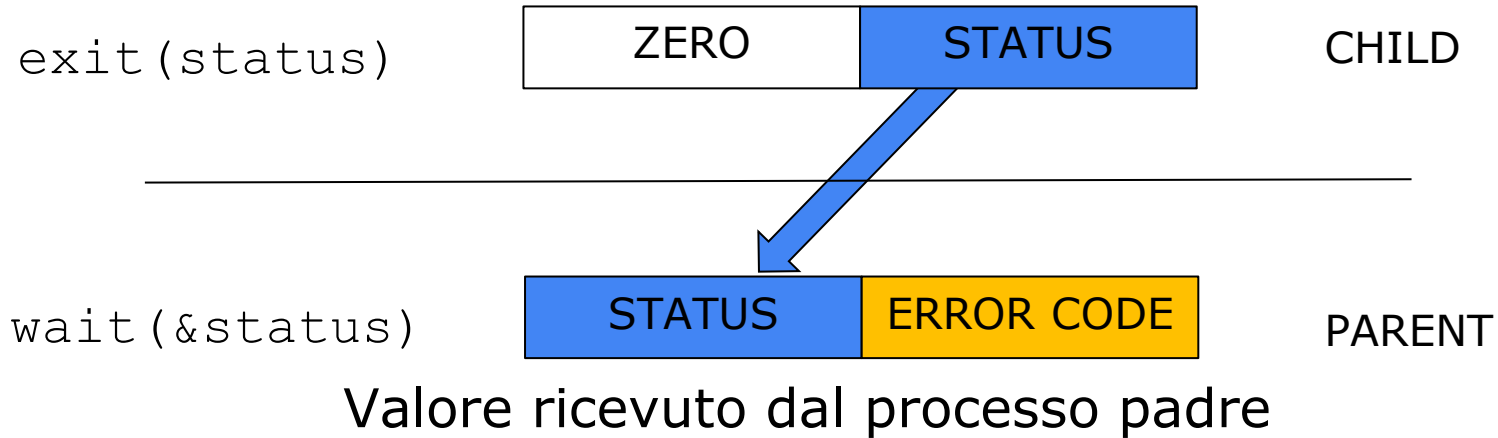 exit(status) ZERO STATUS CHILD
wait(&status) STATUS ERROR CODE PARENT
Valore ricevuto dal processo padre